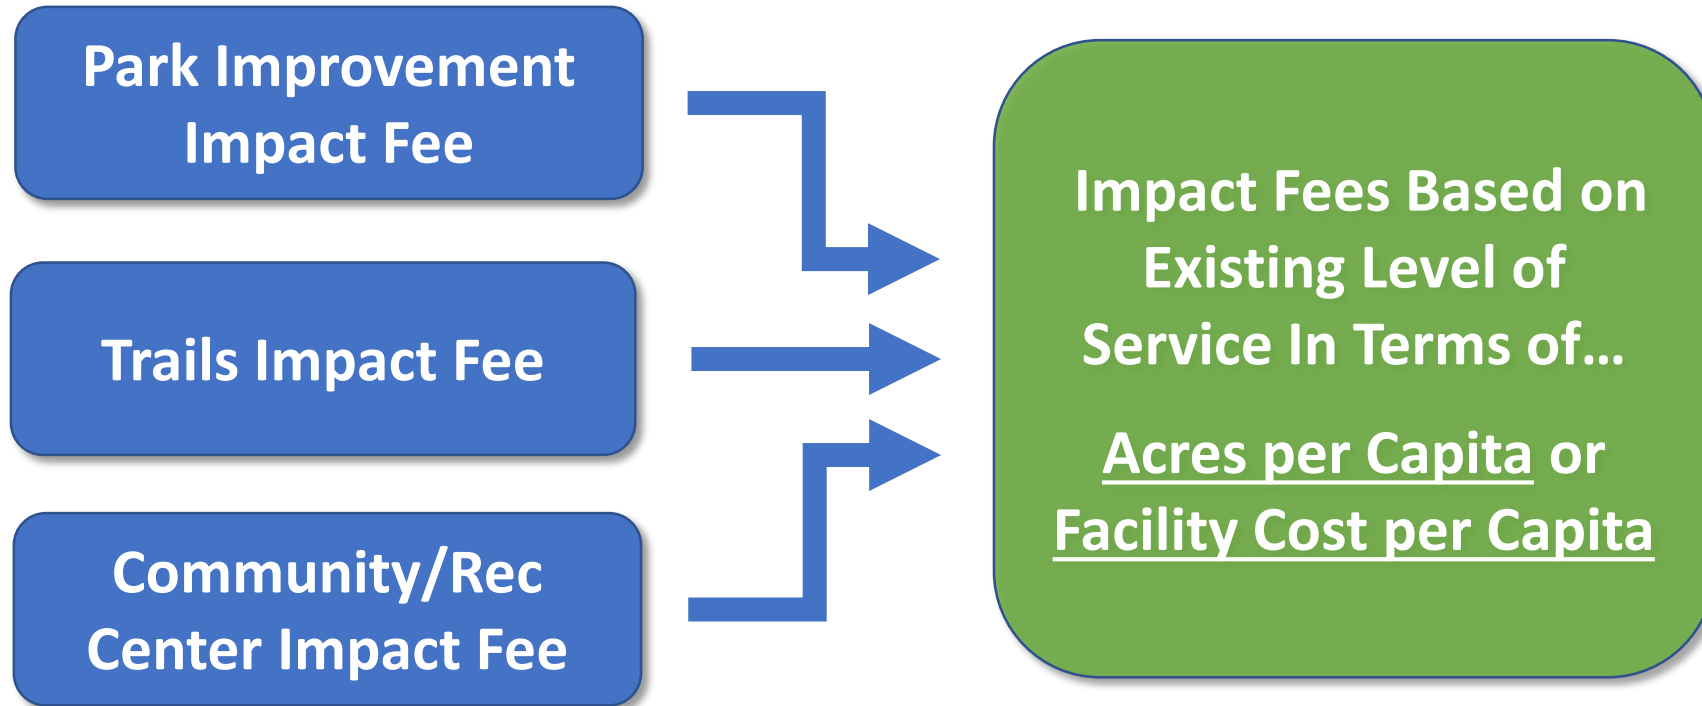 Park Improvement
Impact Fee
Trails Impact Fee
Community/Rec
Center Impact Fee
Impact Fees Based on
Existing Level of
Service In Terms of…
Acres per Capita or
Facility Cost per Capita